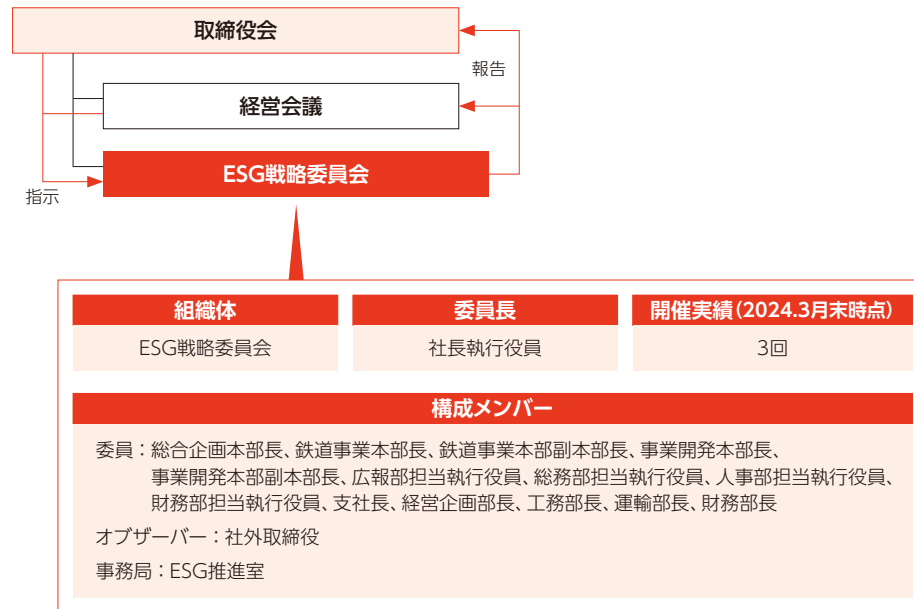 取締役会
報告
経営会議
ESG戦略委員会
指示
組織体
委員長
開催実績（2024.3月末時点）
ESG戦略委員会
社長執行役員
3回
構成メンバー
委員：総合企画本部長、鉄道事業本部長、鉄道事業本部副本部長、事業開発本部長、
事業開発本部副本部長、広報部担当執行役員、総務部担当執行役員、人事部担当執行役員、
財務部担当執行役員、支社長、経営企画部長、工務部長、運輸部長、財務部長
オブザーバー：社外取締役
事務局：ESG推進室